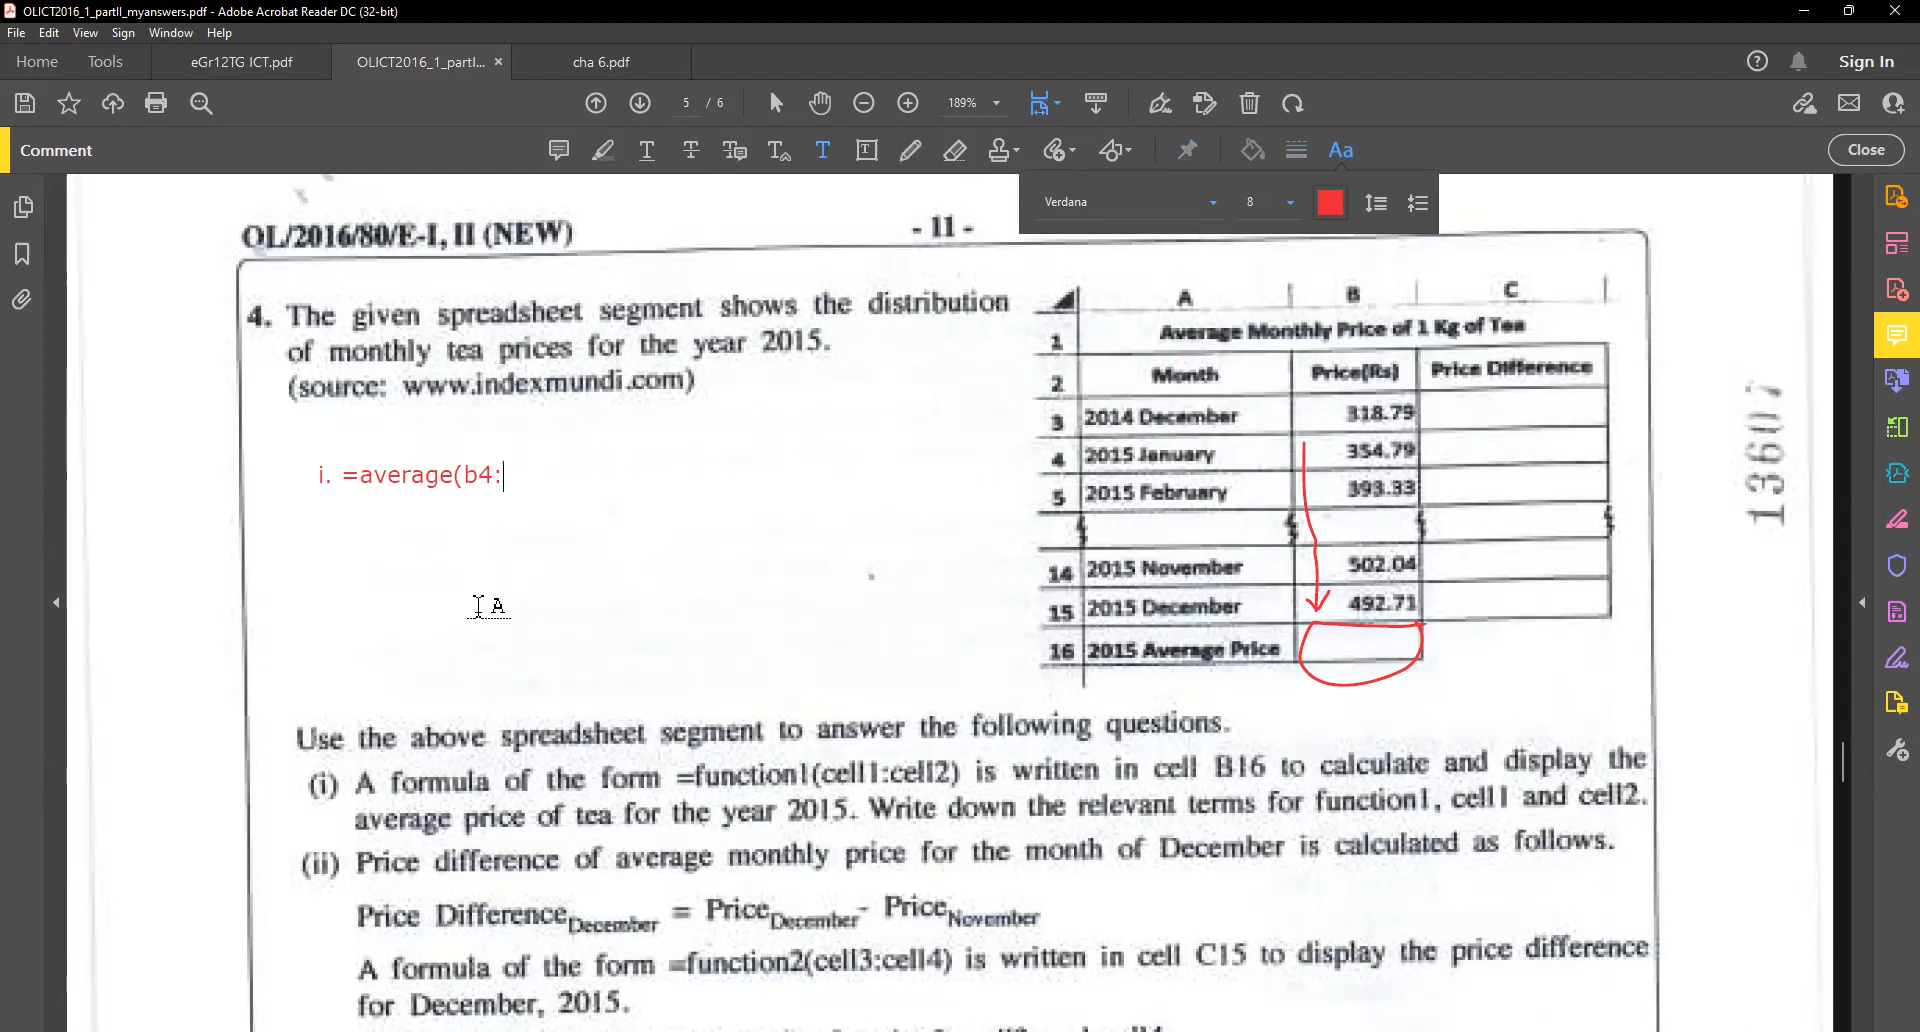 OLICT2016_1_partII_myanswers.pdf - Adobe Acrobat Reader DC (32-bit)
File Edit View Sign Window Help
Home Tools eGr12TG ICT.pdf OLICT2016_1_partI... × cha 6.pdf ? Sign In
5 / 6 189%
Comment Close
Verdana 8
OL/2016/80/E-I, II (NEW) - 11 -
4. The given spreadsheet segment shows the distribution
of monthly tea prices for the year 2015.
(source: www.indexmundi.com)
i. =average(b4:
A B C
1 Average Monthly Price of 1 Kg of Tea
2 Month Price(Rs) Price Difference
3 2014 December 318.79
4 2015 January 354.79
5 2015 February 393.33
14 2015 November 502.04
15 2015 December 492.71
16 2015 Average Price
13607
Use the above spreadsheet segment to answer the following questions.
(i) A formula of the form =function1(cell1:cell2) is written in cell B16 to calculate and display the
average price of tea for the year 2015. Write down the relevant terms for function1, cell1 and cell2.
(ii) Price difference of average monthly price for the month of December is calculated as follows.
Price Difference December = Price December - Price November
A formula of the form =function2(cell3:cell4) is written in cell C15 to display the price difference
for December, 2015.